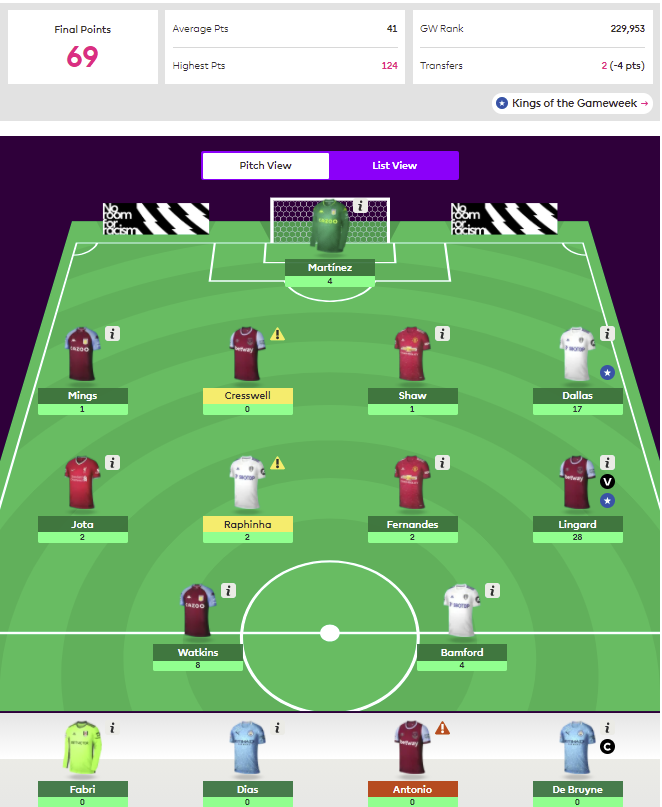 Final Points
69
Average Pts 41
Highest Pts 124
GW Rank 229,953
Transfers 2 (-4 pts)
Kings of the Gameweek →
Pitch View List View
No room for racism
No room for racism
Martínez
4
Mings Cresswell Shaw Dallas
1 0 1 17
V
Jota Raphinha Fernandes Lingard
2 2 2 28
Watkins Bamford
8 4
C
Fabri Dias Antonio De Bruyne
0 0 0 0